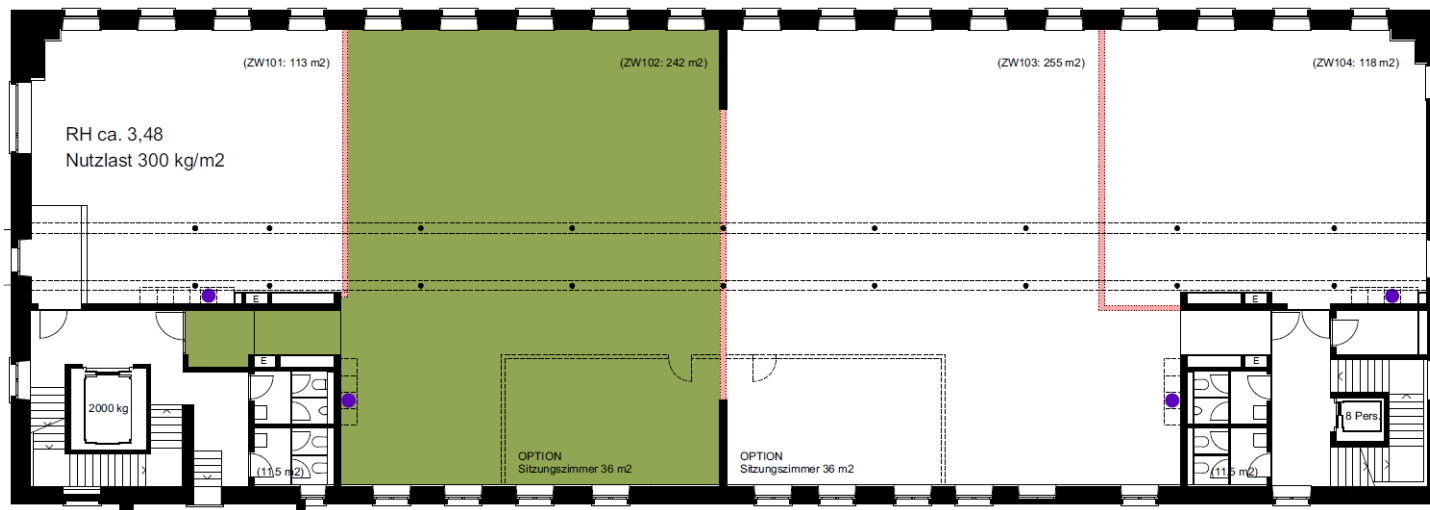 (ZW101: 113 m2)
(ZW102: 242 m2)
(ZW103: 255 m2)
(ZW104: 118 m2)
RH ca. 3,48
Nutzlast 300 kg/m2
E
E
E
E
2000 kg
8 Pers.
OPTION
Sitzungszimmer 36 m2
OPTION
Sitzungszimmer 36 m2
(11,5 m2)
(11,5 m2)